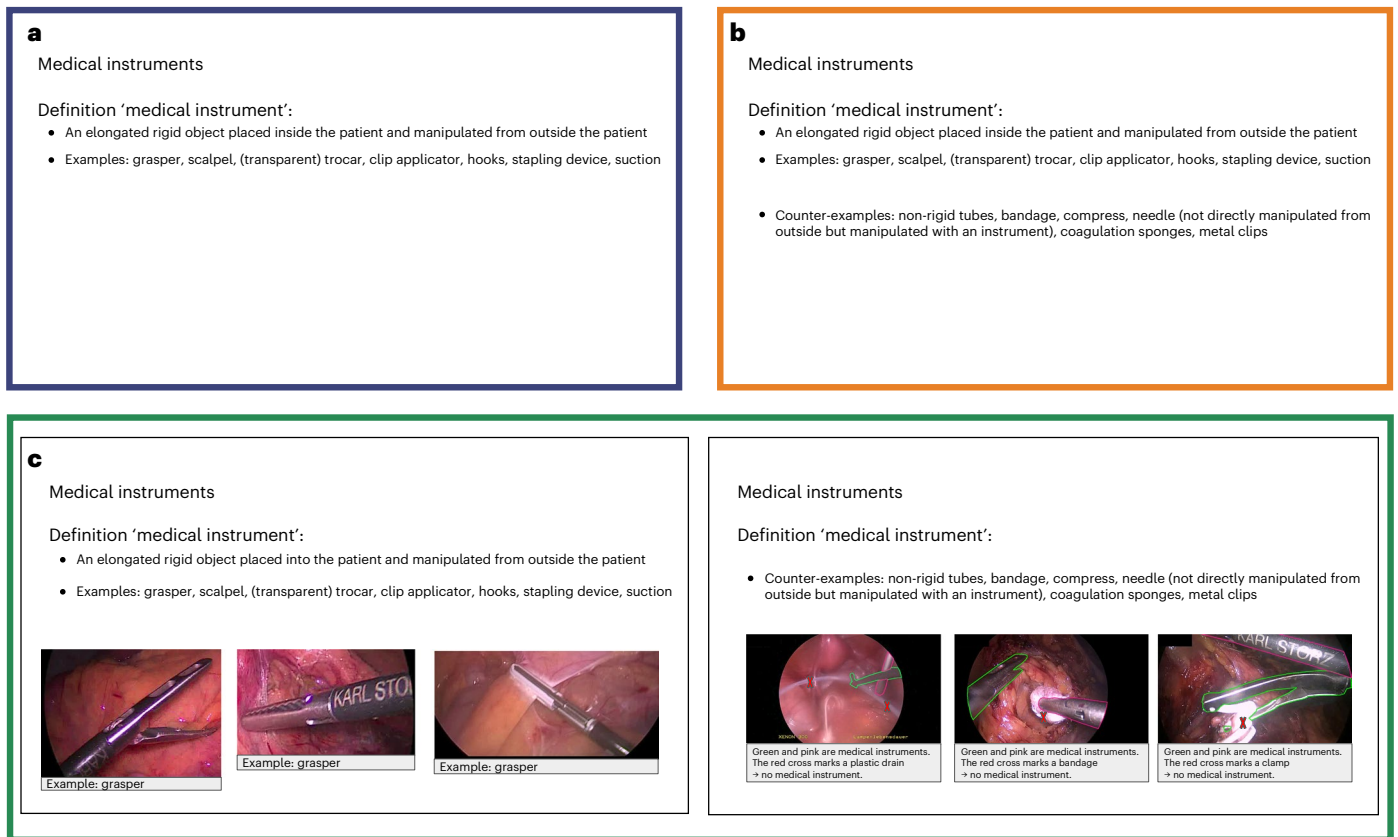 a
Medical instruments
Definition ‘medical instrument’:
• An elongated rigid object placed inside the patient and manipulated from outside the patient
• Examples: grasper, scalpel, (transparent) trocar, clip applicator, hooks, stapling device, suction
b
Medical instruments
Definition ‘medical instrument’:
• An elongated rigid object placed inside the patient and manipulated from outside the patient
• Examples: grasper, scalpel, (transparent) trocar, clip applicator, hooks, stapling device, suction
• Counter-examples: non-rigid tubes, bandage, compress, needle (not directly manipulated from
outside but manipulated with an instrument), coagulation sponges, metal clips
c
Medical instruments
Definition ‘medical instrument’:
• An elongated rigid object placed into the patient and manipulated from outside the patient
• Examples: grasper, scalpel, (transparent) trocar, clip applicator, hooks, stapling device, suction
Example: grasper
KARL STO
Example: grasper
Example: grasper
Medical instruments
Definition ‘medical instrument’:
• Counter-examples: non-rigid tubes, bandage, compress, needle (not directly manipulated from
outside but manipulated with an instrument), coagulation sponges, metal clips
XENON
Green and pink are medical instruments.
The red cross marks a plastic drain
→ no medical instrument.
Green and pink are medical instruments.
The red cross marks a bandage
→ no medical instrument.
KARL STORZ
Green and pink are medical instruments.
The red cross marks a clamp
→ no medical instrument.